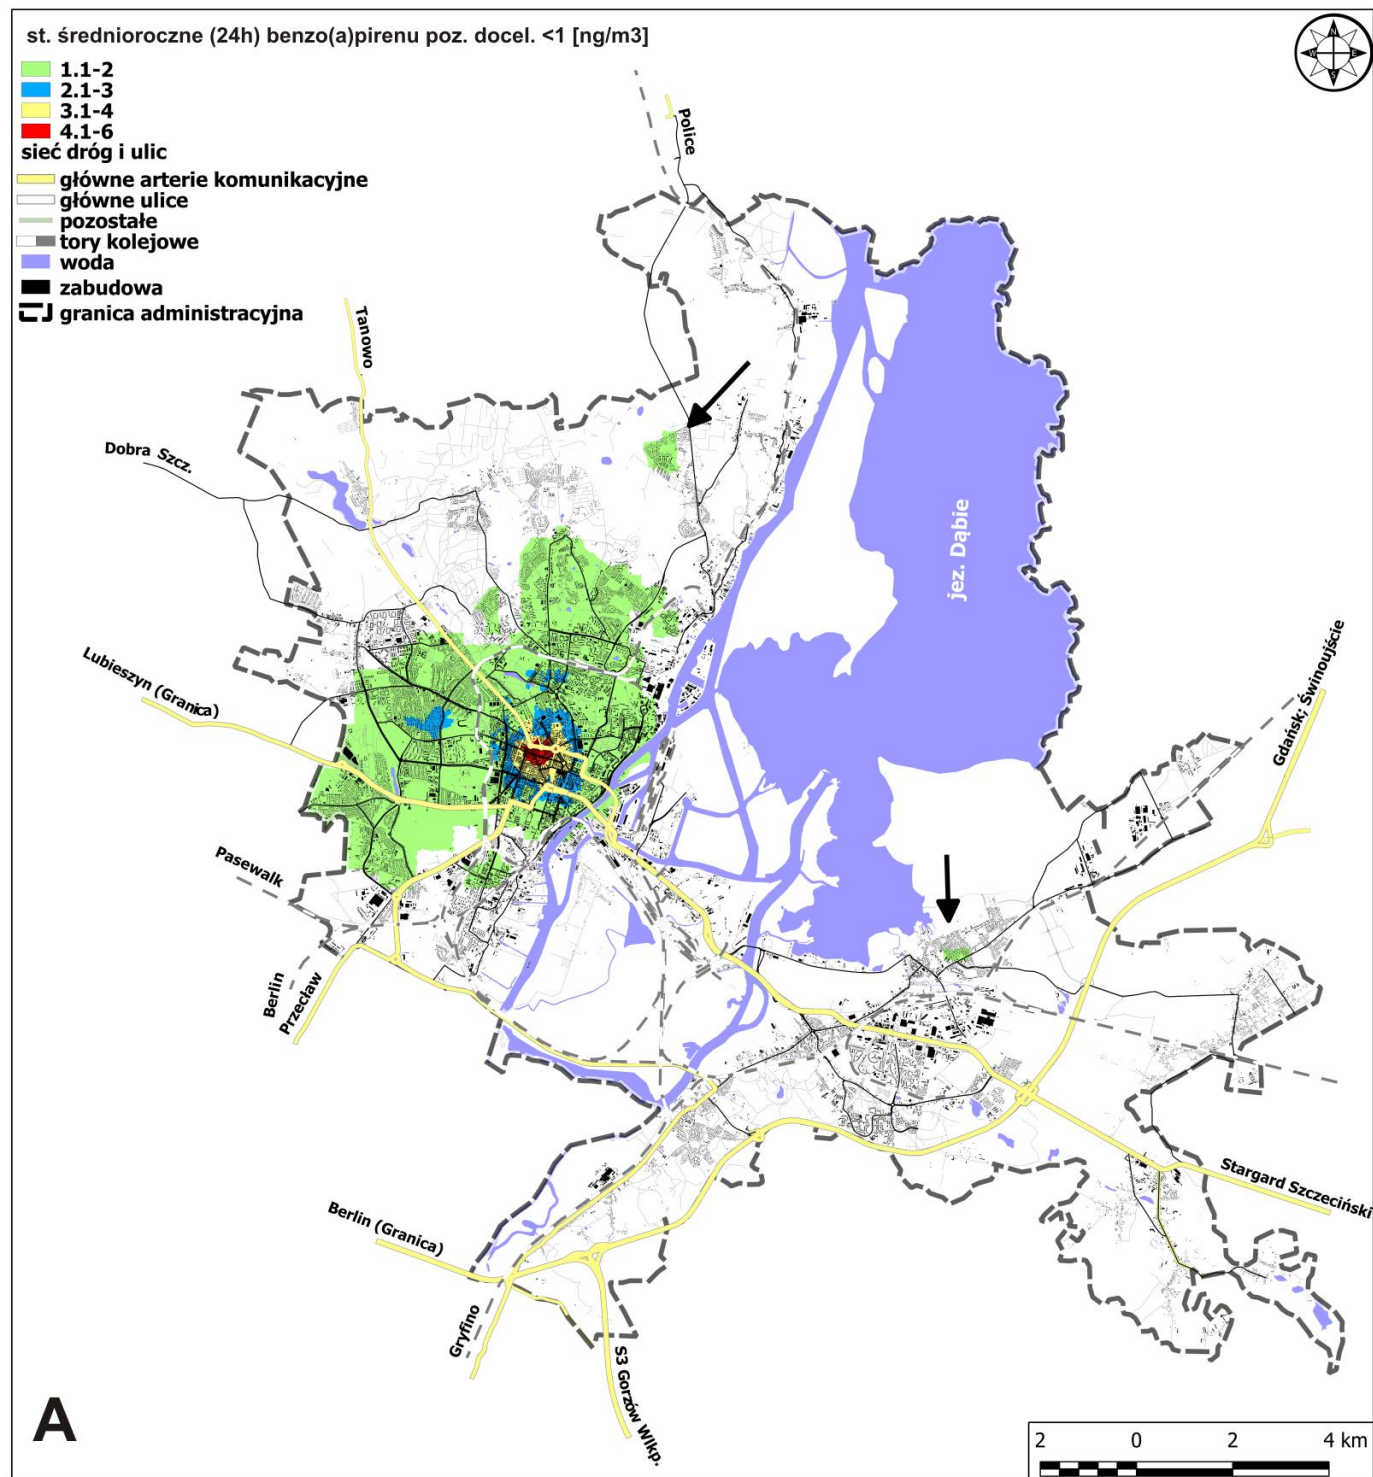 st. średnioroczne (24h) benzo(a)pirenu poz. docel. <1 [ng/m3]
1.1-2
2.1-3
3.1-4
4.1-6
sieć dróg i ulic
główne arterie komunikacyjne
główne ulice
pozostałe
tory kolejowe
woda
zabudowa
granica administracyjna
N
W
E
S
Police
Tanowo
Dobra Szcz.
jez. Dąbie
Lubieszyn (Granica)
Gdańsk; Świnoujście
Pasewalk
Berlin
Przecław
Stargard Szczeciński
Berlin (Granica)
Gryfino
S3 Gorzów Wlkp.
A
2 0 2 4 km